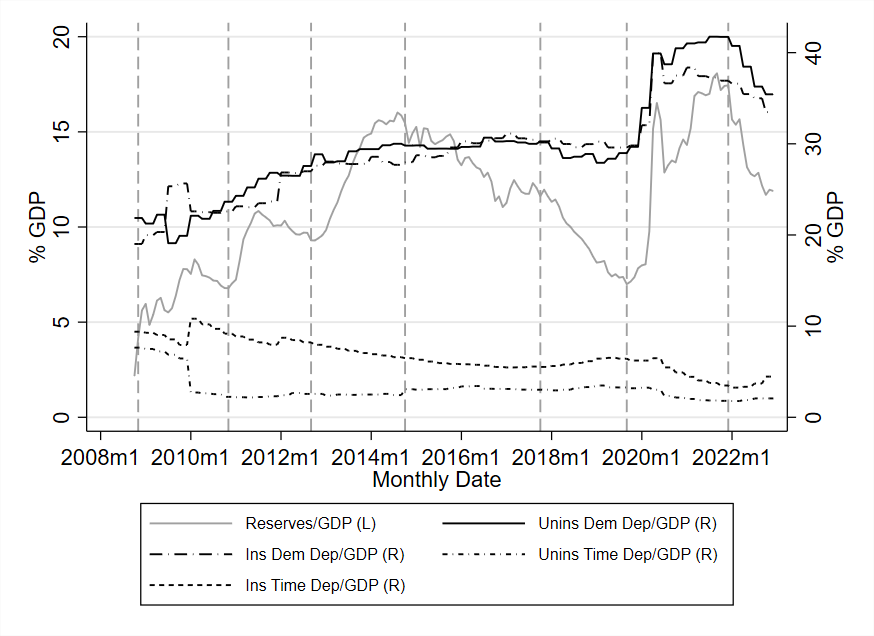 20
15
10
5
0
% GDP
40
30
20
10
0
% GDP
2008m1 2010m1 2012m1 2014m1 2016m1 2018m1 2020m1 2022m1
Monthly Date
Reserves/GDP (L) Unins Dem Dep/GDP (R)
Ins Dem Dep/GDP (R) Unins Time Dep/GDP (R)
Ins Time Dep/GDP (R)